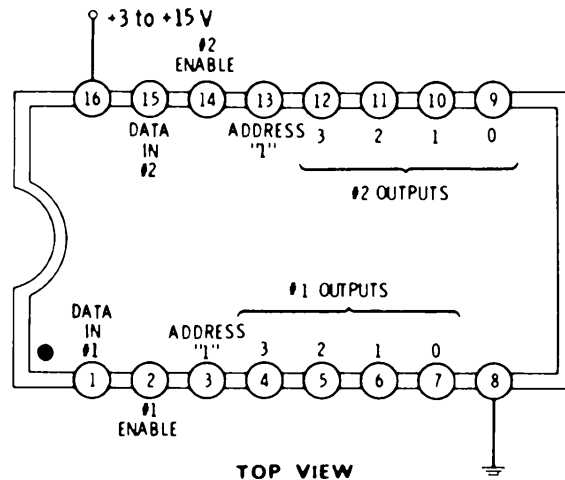 +3 to +15 V
#2
ENABLE
16 15 14 13 12 11 10 9
DATA
IN
#2
ADDRESS
"2"
3 2 1 0
#2 OUTPUTS
#1 OUTPUTS
DATA
IN
#1
ADDRESS
"1"
3 2 1 0
1 2 3 4 5 6 7 8
#1
ENABLE
TOP VIEW